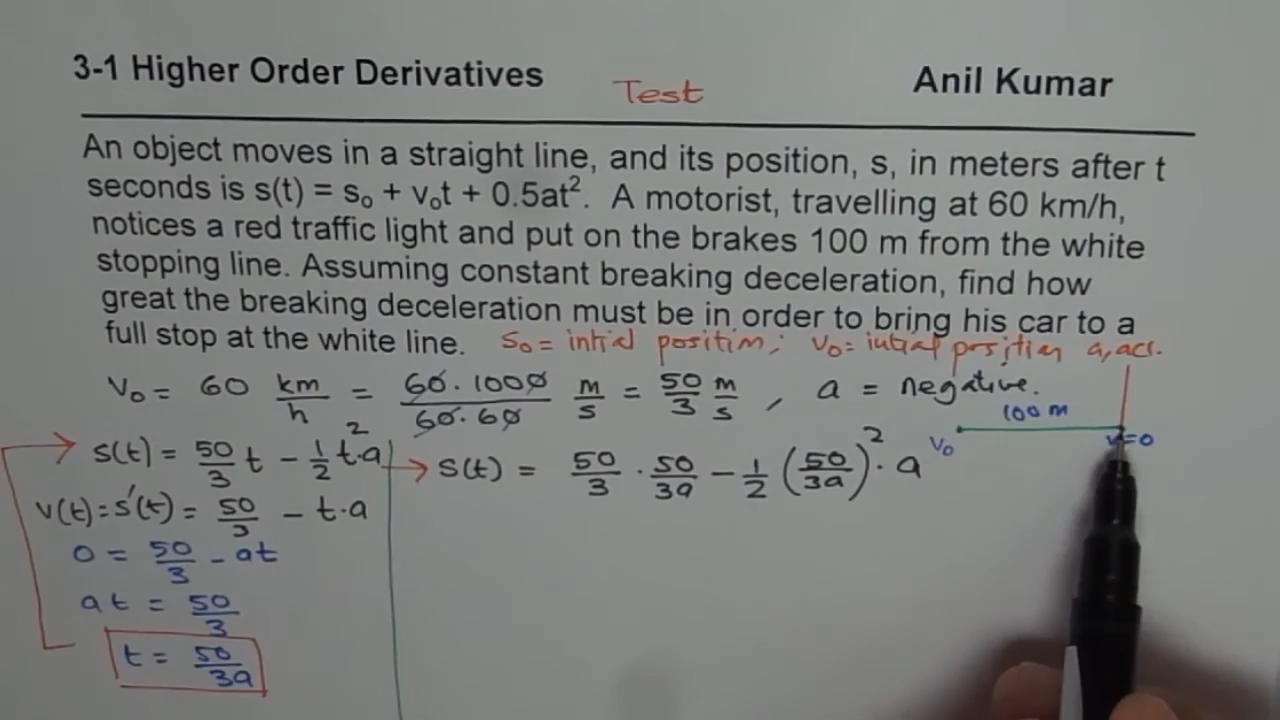 3-1 Higher Order Derivatives Test Anil Kumar
An object moves in a straight line, and its position, s, in meters after t
seconds is s(t) = s₀ + v₀t + 0.5at². A motorist, travelling at 60 km/h,
notices a red traffic light and put on the brakes 100 m from the white
stopping line. Assuming constant breaking deceleration, find how
great the breaking deceleration must be in order to bring his car to a
full stop at the white line. s₀ = intial position; v₀ = intial position a, acc.
v₀ = 60 km/h = 60·1000/60·60 m/s = 50/3 m/s , a = negative.
100 m
v₀ v=0
s(t) = 50/3 t - 1/2 t²·a
s(t) = 50/3 · 50/3a - 1/2 (50/3a)² · a
v(t) = s'(t) = 50/3 - t·a
0 = 50/3 - at
at = 50/3
t = 50/3a